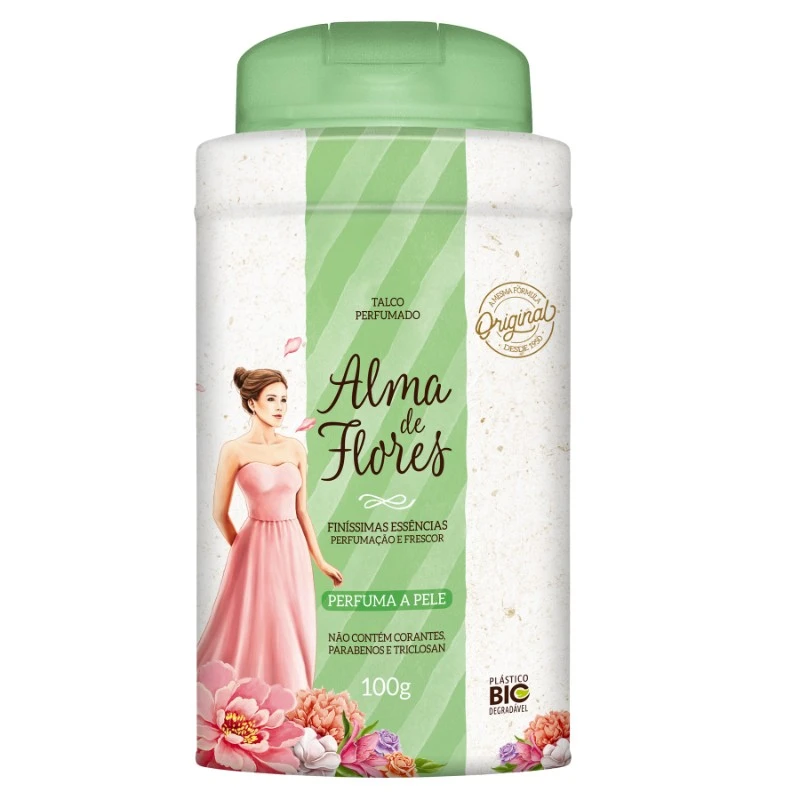 TALCO
PERFUMADO
A MESMA FÓRMULA
Original
DESDE 1950
Alma
de
Flores
FINÍSSIMAS ESSÊNCIAS
PERFUMAÇÃO E FRESCOR
PERFUMA A PELE
NÃO CONTÉM CORANTES,
PARABENOS E TRICLOSAN
100g
PLÁSTICO
BIO
DEGRADÁVEL